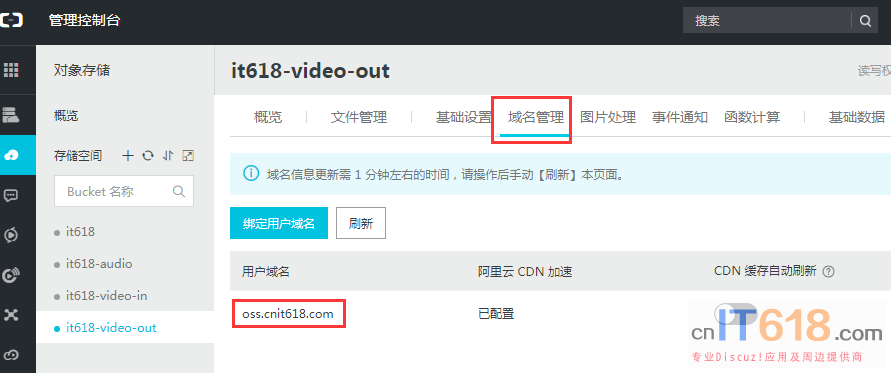 管理控制台
搜索
对象存储
it618-video-out
读写权
概览
文件管理
基础设置
域名管理
图片处理
事件通知
函数计算
基础数据
概览
存储空间
域名信息更新需 1 分钟左右的时间，请操作后手动【刷新】本页面。
Bucket 名称
绑定用户域名
刷新
it618
it618-audio
it618-video-in
it618-video-out
用户域名
阿里云 CDN 加速
CDN 缓存自动刷新
oss.cnit618.com
已配置
cnIT618.com
专业Discuz!应用及周边提供商